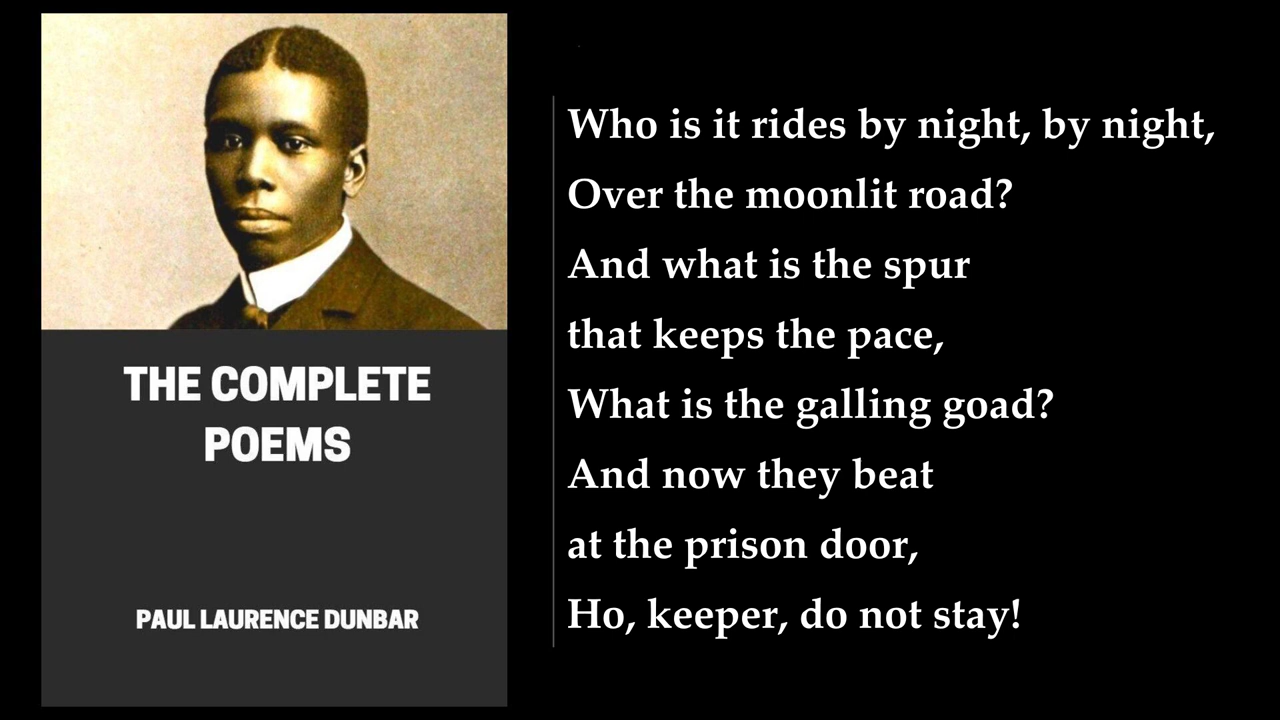 THE COMPLETE
POEMS
PAUL LAURENCE DUNBAR
Who is it rides by night, by night,
Over the moonlit road?
And what is the spur
that keeps the pace,
What is the galling goad?
And now they beat
at the prison door,
Ho, keeper, do not stay!